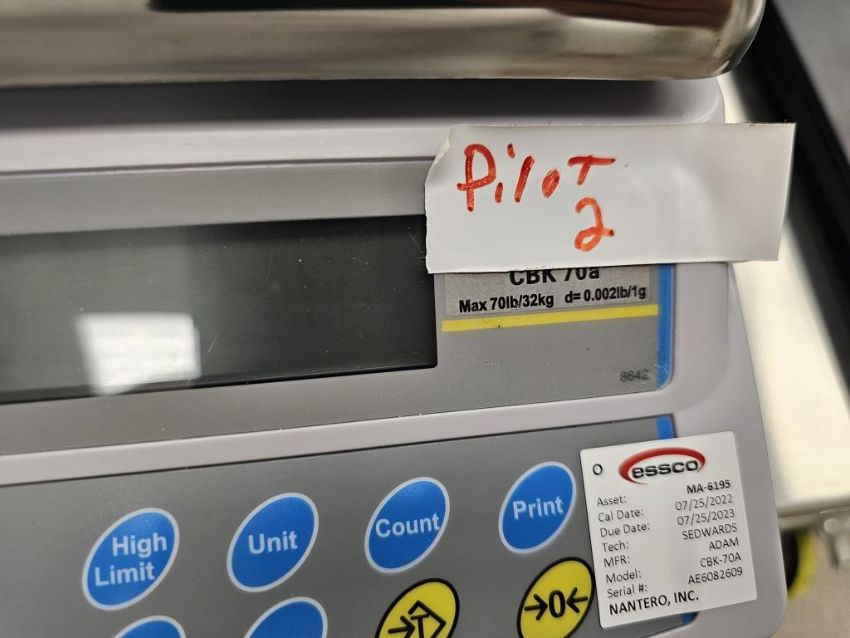 Pilot
2
CBK 70a
Max 70lb/32kg d= 0.002lb/1g
8642
High
Limit
Unit
Count
Print
→0←
essco
Asset: MA-6195
Cal Date: 07/25/2022
Due Date: 07/25/2023
Tech: SEDWARDS
MFR: ADAM
Model: CBK-70A
Serial #: AE6082609
NANTERO, INC.